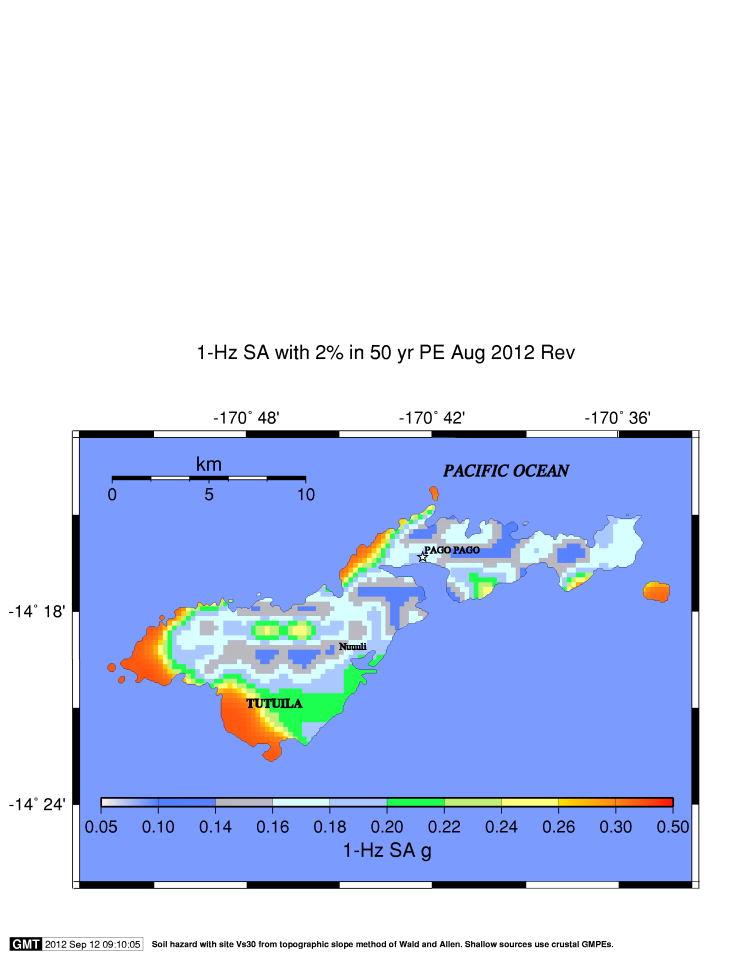 1-Hz SA with 2% in 50 yr PE Aug 2012 Rev
-170° 48' -170° 42' -170° 36'
km
0 5 10
PACIFIC OCEAN
PAGO PAGO
-14° 18'
Nuuuli
TUTUILA
-14° 24'
0.05 0.10 0.14 0.16 0.18 0.20 0.22 0.24 0.26 0.30 0.50
1-Hz SA g
GMT 2012 Sep 12 09:10:05 Soil hazard with site Vs30 from topographic slope method of Wald and Allen. Shallow sources use crustal GMPEs.